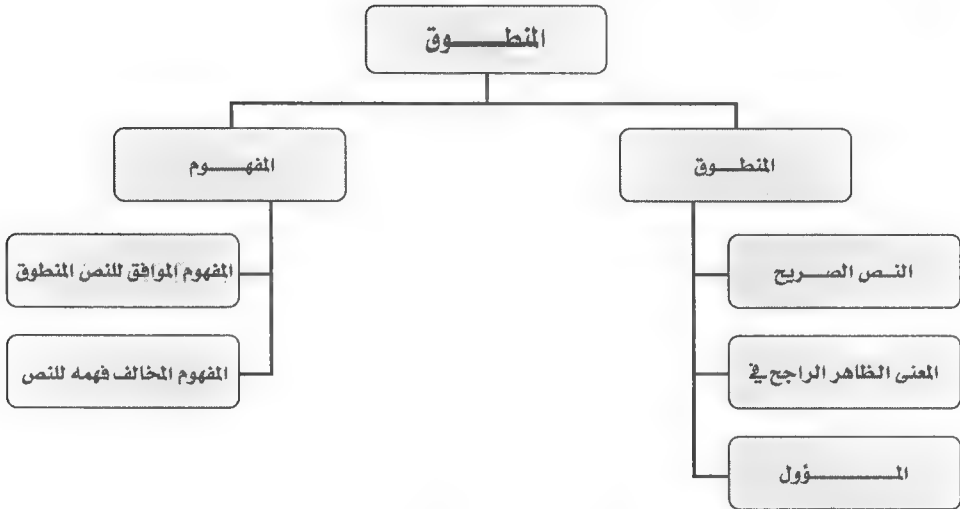 المنطوق
المنطوق
المفهوم
النص الصريح
المفهوم الموافق للنص المنطوق
المعنى الظاهر الراجح في
المفهوم المخالف فهمه للنص
المؤول